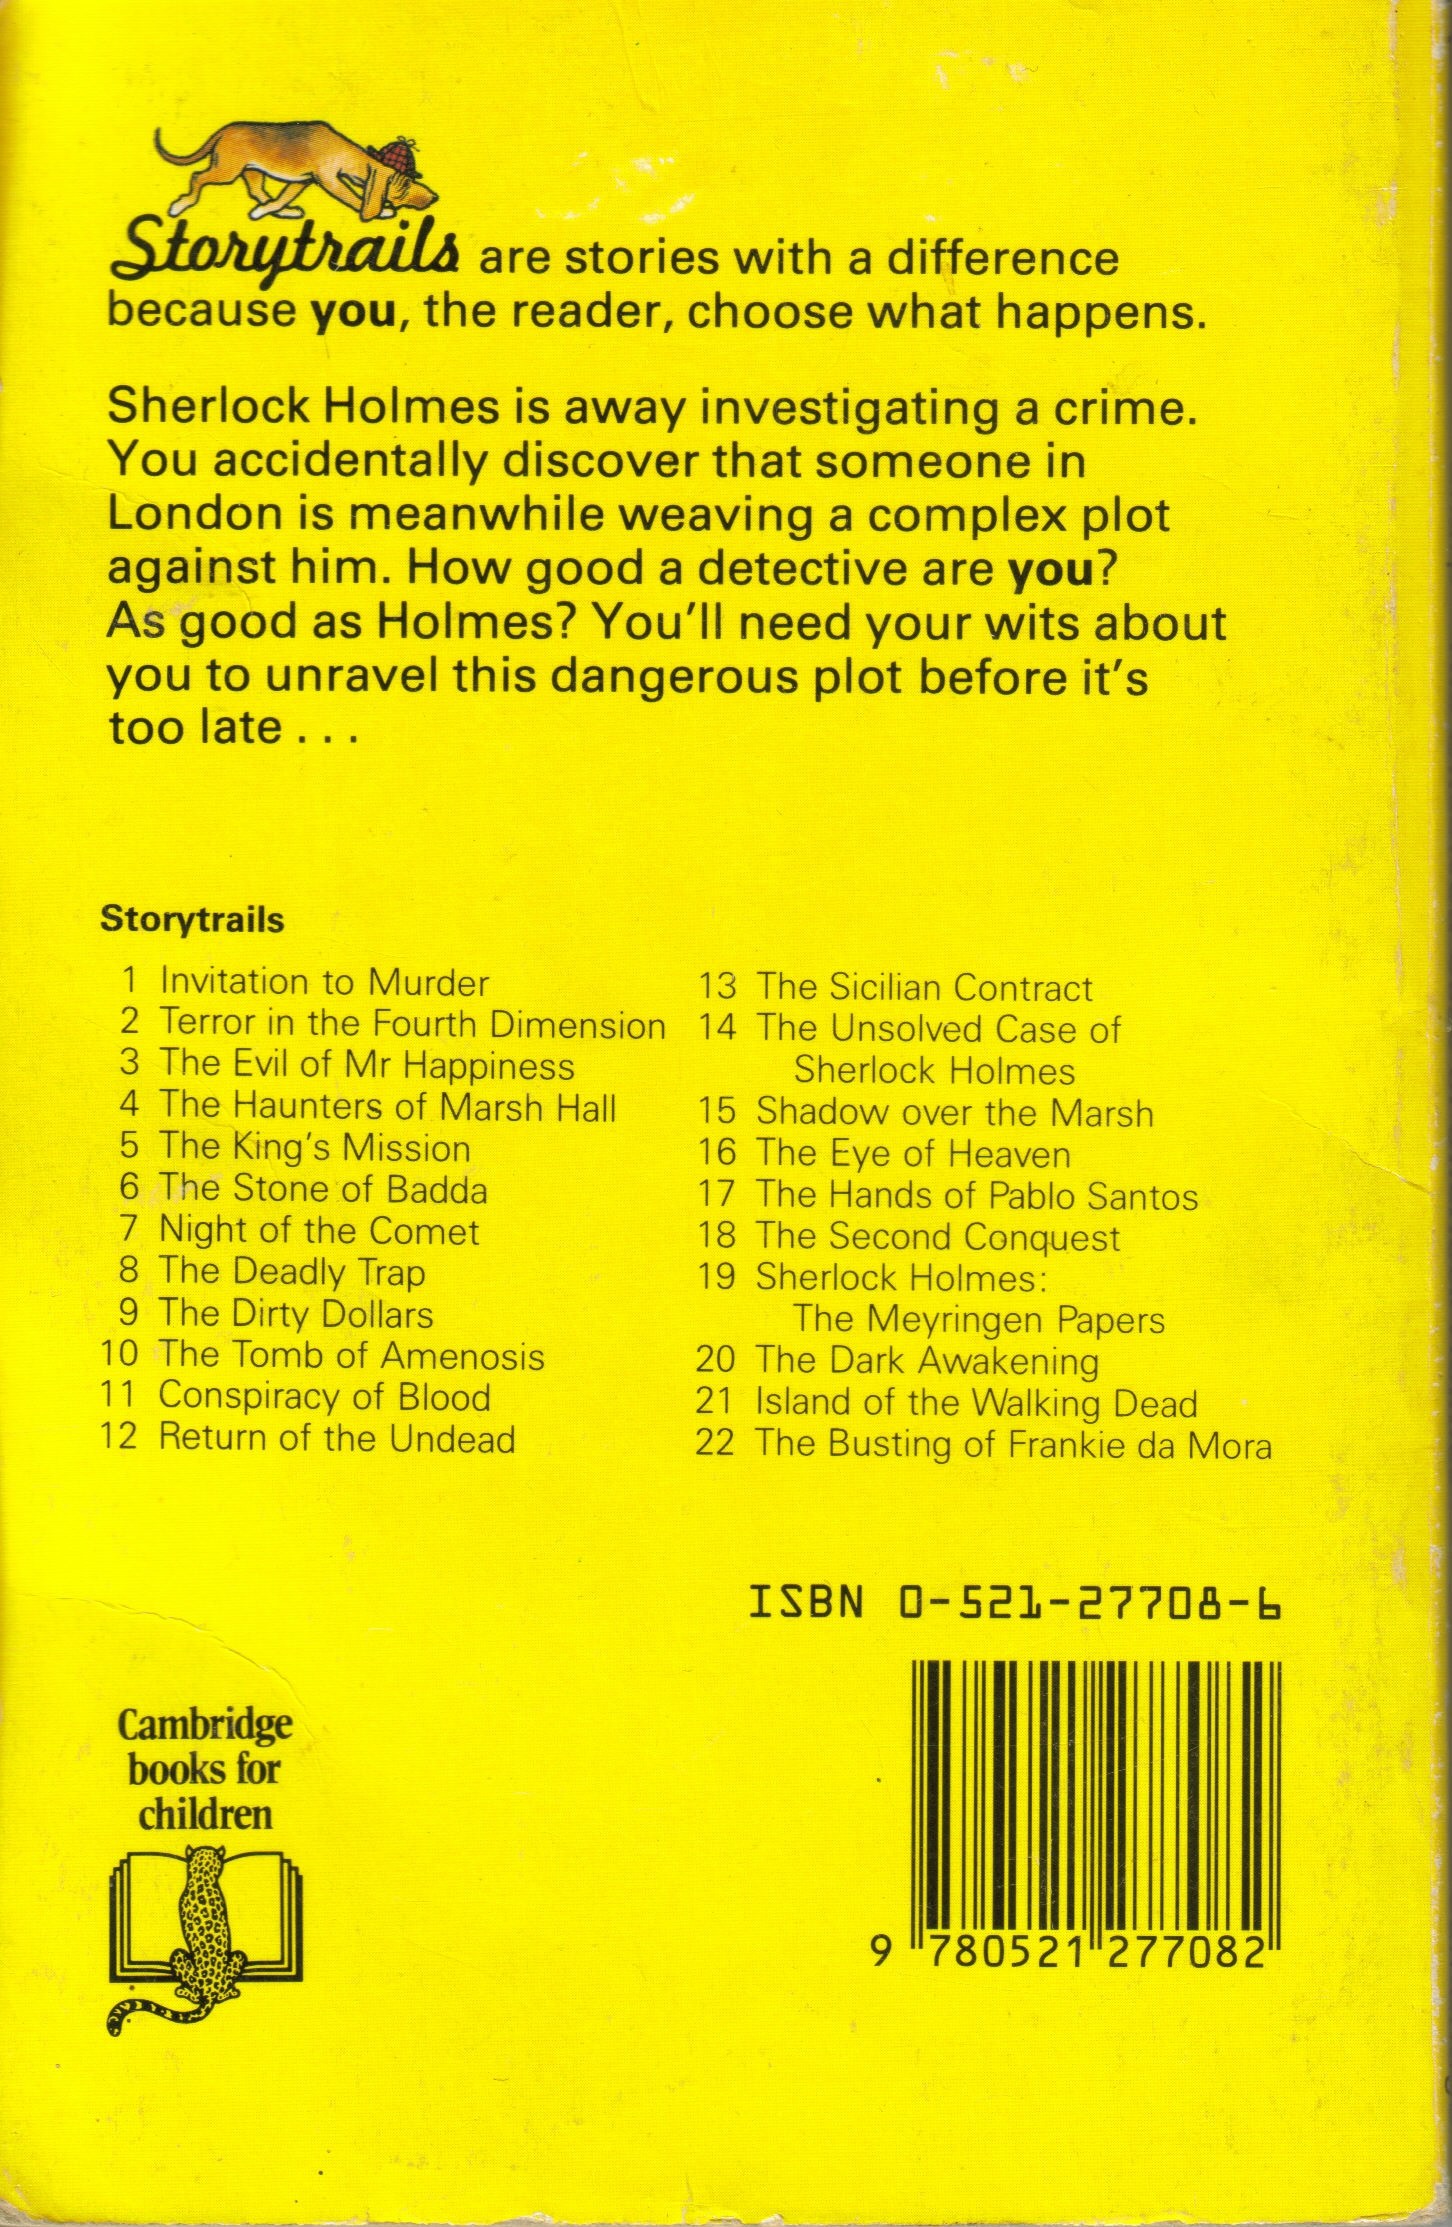 Storytrails are stories with a difference
because you, the reader, choose what happens.
Sherlock Holmes is away investigating a crime.
You accidentally discover that someone in
London is meanwhile weaving a complex plot
against him. How good a detective are you?
As good as Holmes? You'll need your wits about
you to unravel this dangerous plot before it's
too late . . .
Storytrails
1 Invitation to Murder
2 Terror in the Fourth Dimension
3 The Evil of Mr Happiness
4 The Haunters of Marsh Hall
5 The King's Mission
6 The Stone of Badda
7 Night of the Comet
8 The Deadly Trap
9 The Dirty Dollars
10 The Tomb of Amenosis
11 Conspiracy of Blood
12 Return of the Undead
13 The Sicilian Contract
14 The Unsolved Case of
Sherlock Holmes
15 Shadow over the Marsh
16 The Eye of Heaven
17 The Hands of Pablo Santos
18 The Second Conquest
19 Sherlock Holmes:
The Meyringen Papers
20 The Dark Awakening
21 Island of the Walking Dead
22 The Busting of Frankie da Mora
ISBN 0-521-27708-6
9 780521 277082
Cambridge
books for
children